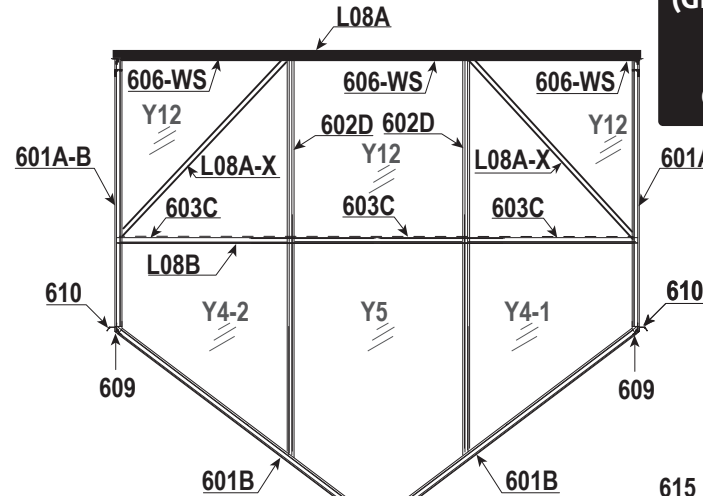 L08A
606-WS 606-WS 606-WS
Y12 Y12 Y12
602D 602D
601A-B L08A-X L08A-X 601A
603C 603C 603C
L08B
610 610
Y4-2 Y5 Y4-1
609 609
601B 601B
615